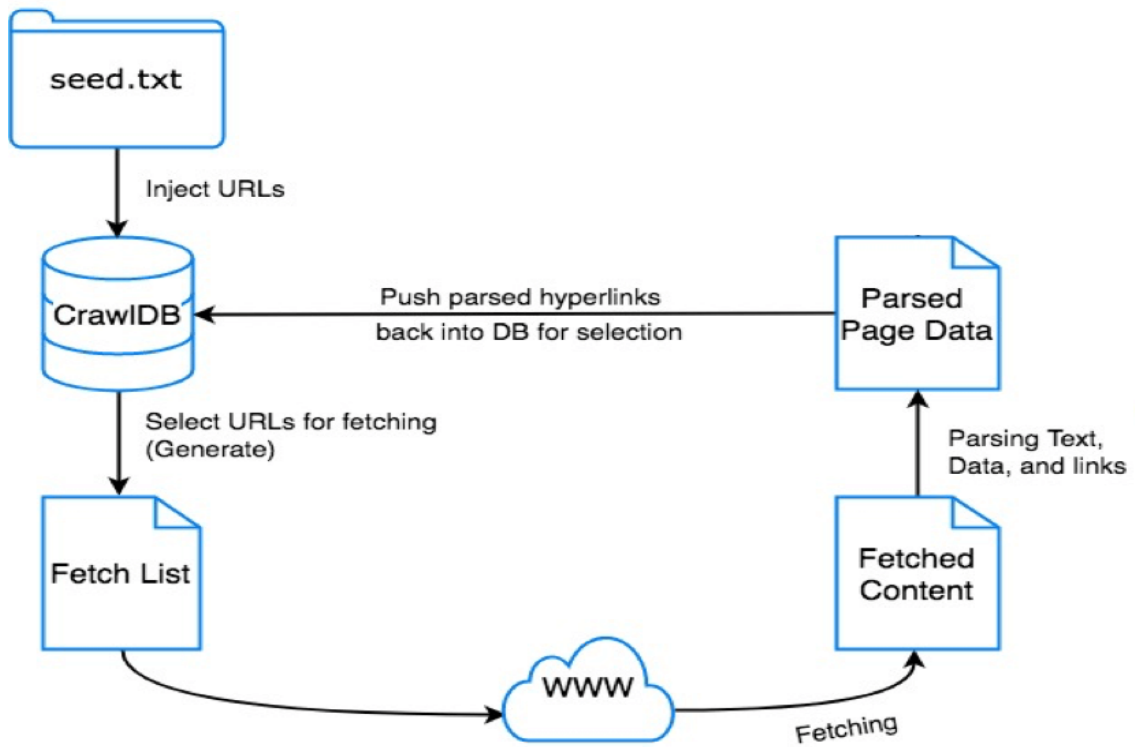 seed.txt
Inject URLs
CrawlDB
Push parsed hyperlinks
back into DB for selection
Parsed
Page Data
Select URLs for fetching
(Generate)
Parsing Text,
Data, and links
Fetch List
Fetched
Content
WWW
Fetching